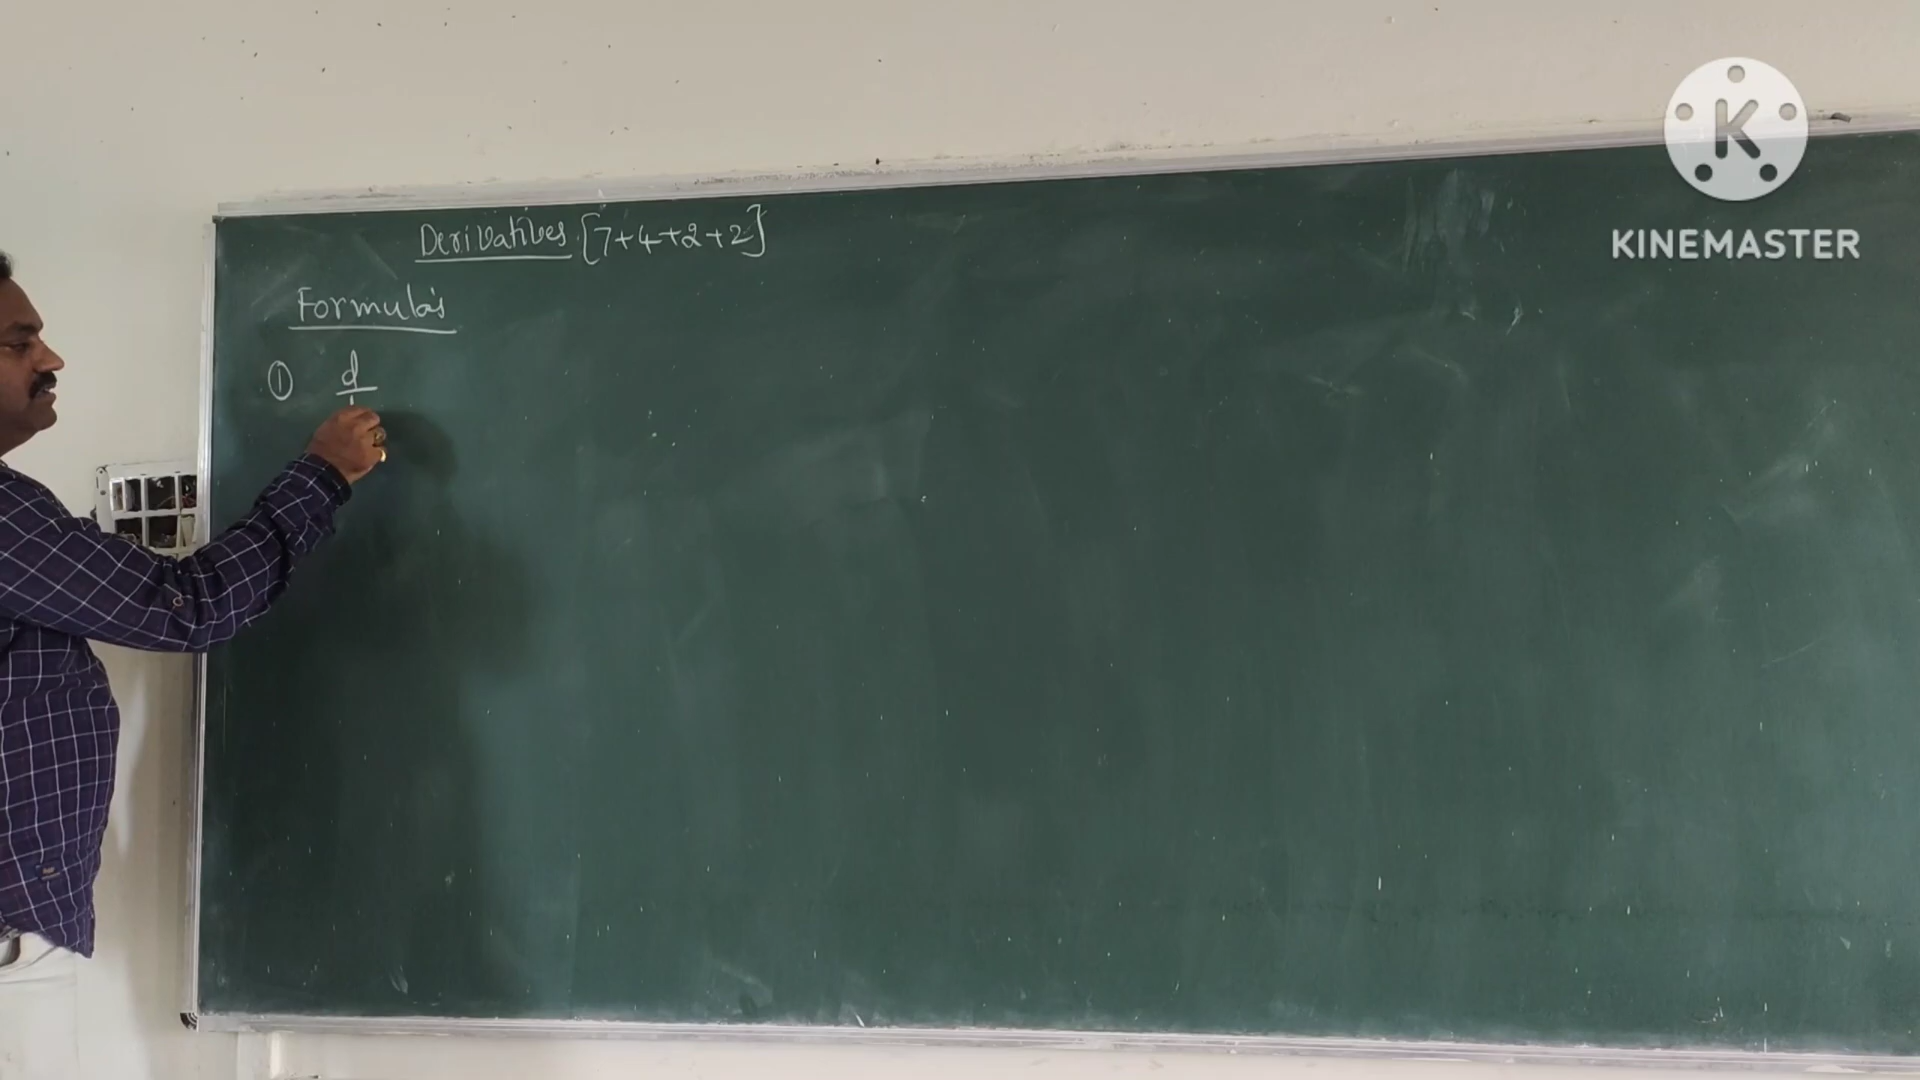 K
KINEMASTER
Derivatives [7+4+2+2]
Formula's
① d